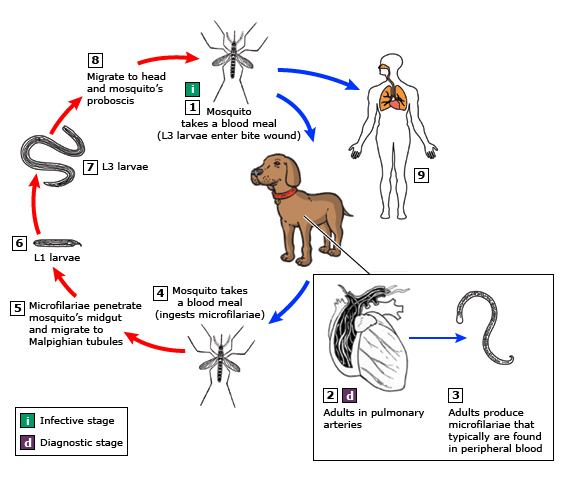 8
Migrate to head
and mosquito's
proboscis
i
1 Mosquito
takes a blood meal
(L3 larvae enter bite wound)
7 L3 larvae
9
6
L1 larvae
5 Microfilariae penetrate
mosquito's midgut
and migrate to
Malpighian tubules
4 Mosquito takes
a blood meal
(ingests microfilariae)
2 d
Adults in pulmonary
arteries
3
Adults produce
microfilariae that
typically are found
in peripheral blood
i Infective stage
d Diagnostic stage